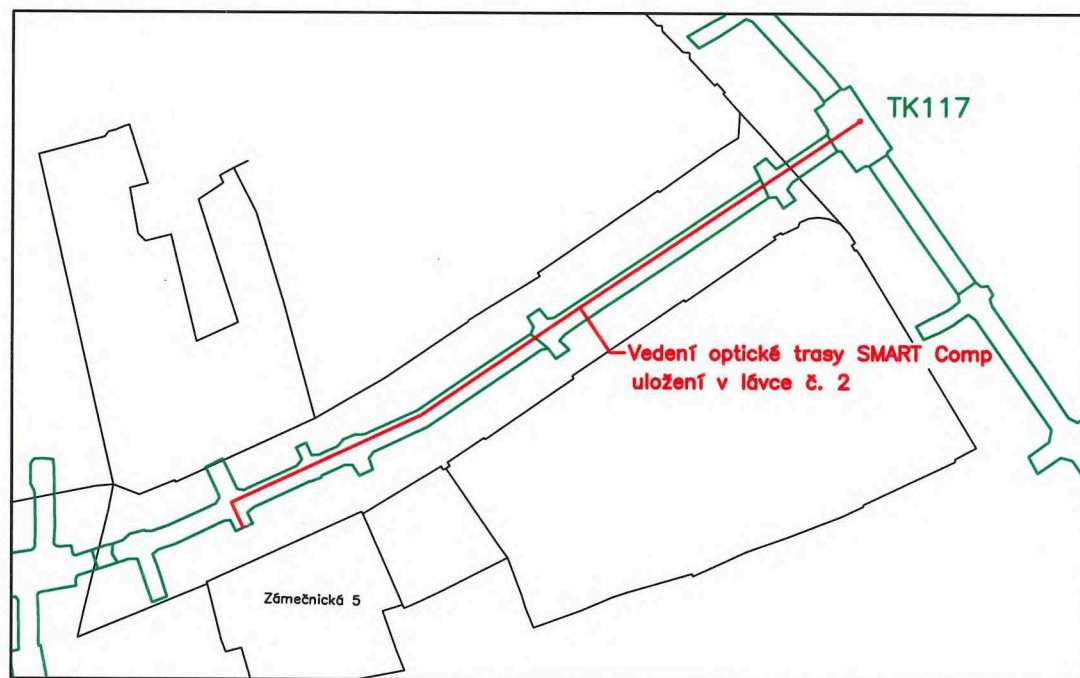 TK117
Vedení optické trasy SMART Comp
uložení v lávce č. 2
Zámečnická 5